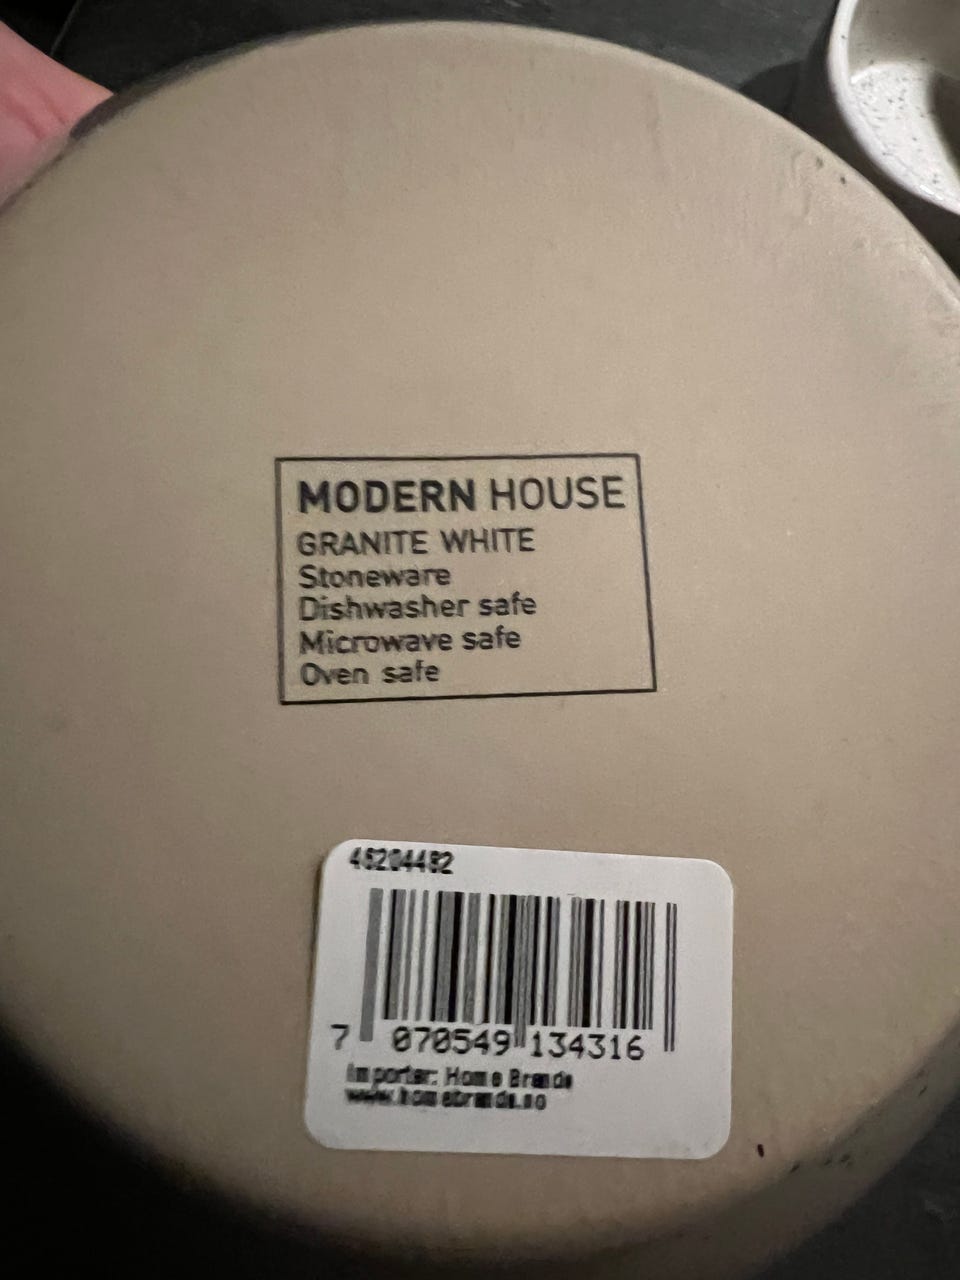 MODERN HOUSE
GRANITE WHITE
Stoneware
Dishwasher safe
Microwave safe
Oven safe
7 070549 134316
Importer: Home Brands
www.homebrands.no